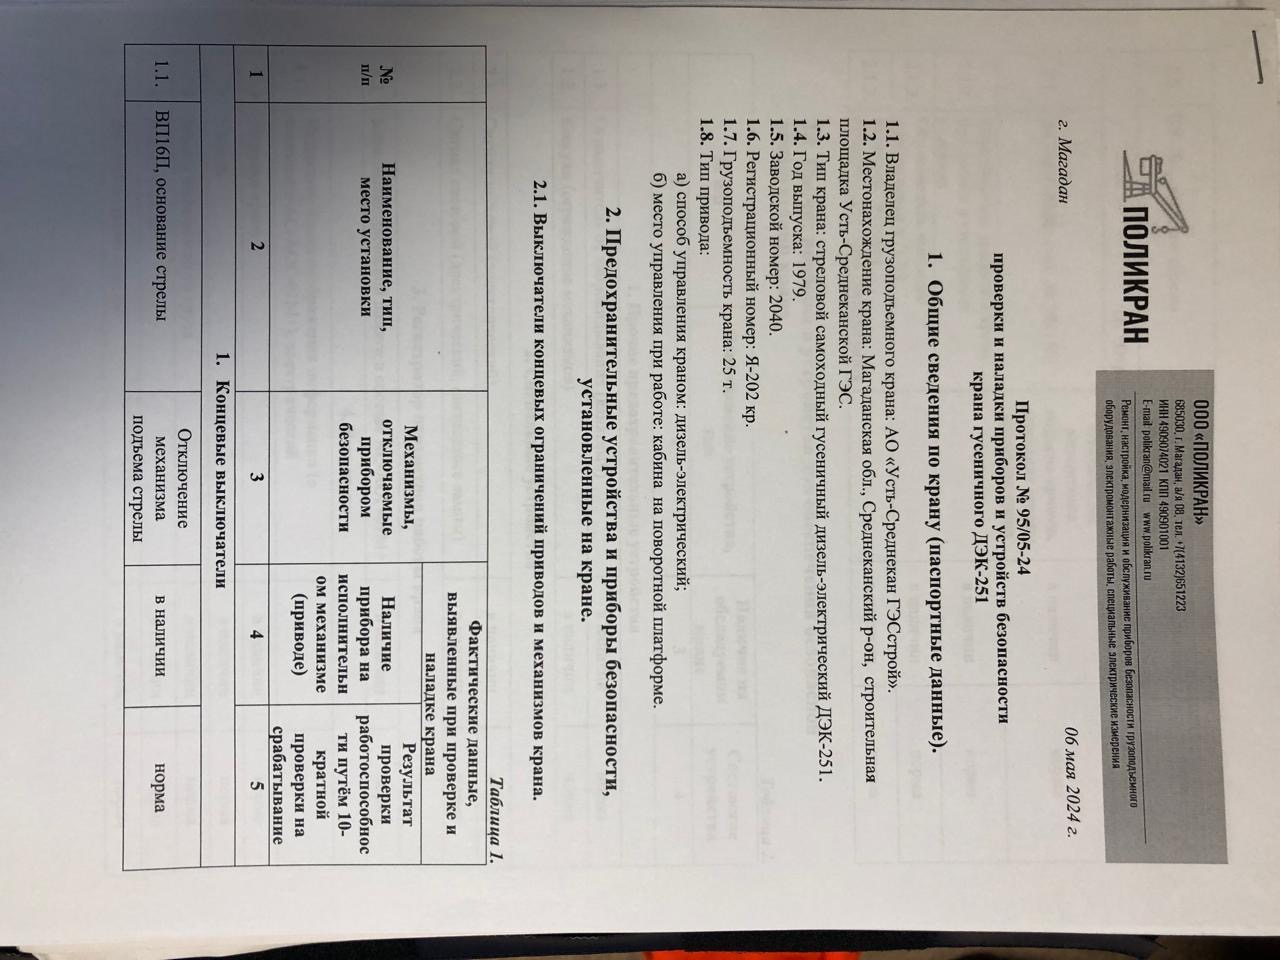 ПОЛИКРАН
ООО «ПОЛИКРАН»
685030, г. Магадан, а/я 08, тел. +7(4132)651223
ИНН 4909074021 КПП 490901001
E-mail polikran@mail.ru www.polikran.ru
Ремонт, настройка, модернизация и обслуживание приборов безопасности грузоподъемного
оборудования, электромонтажные работы, специальные электрические измерения
г. Магадан
06 мая 2024 г.
Протокол № 95/05-24
проверки и наладки приборов и устройств безопасности
крана гусеничного ДЭК-251
1. Общие сведения по крану (паспортные данные).
1.1. Владелец грузоподъемного крана: АО «Усть-Среднекан ГЭСстрой».
1.2. Местонахождение крана: Магаданская обл., Среднеканский р-он, строительная
площадка Усть-Среднеканской ГЭС.
1.3. Тип крана: стреловой самоходный гусеничный дизель-электрический ДЭК-251.
1.4. Год выпуска: 1979.
1.5. Заводской номер: 2040.
1.6. Регистрационный номер: Я-202 кр.
1.7. Грузоподъемность крана: 25 т.
1.8. Тип привода:
а) способ управления краном: дизель-электрический;
б) место управления при работе: кабина на поворотной платформе.
2. Предохранительные устройства и приборы безопасности,
установленные на кране.
2.1. Выключатели концевых ограничений приводов и механизмов крана.
Таблица 1.
№
п/п
Наименование, тип,
место установки
Механизмы,
отключаемые
прибором
безопасности
Фактические данные,
выявленные при проверке и
наладке крана
Наличие
прибора на
исполнительн
ом механизме
(приводе)
Результат
проверки
работоспособнос
ти путём 10-
кратной
проверки на
срабатывание
1 2 3 4 5
1. Концевые выключатели
1.1.
ВП16П, основание стрелы
Отключение
механизма
подъема стрелы
в наличии
норма